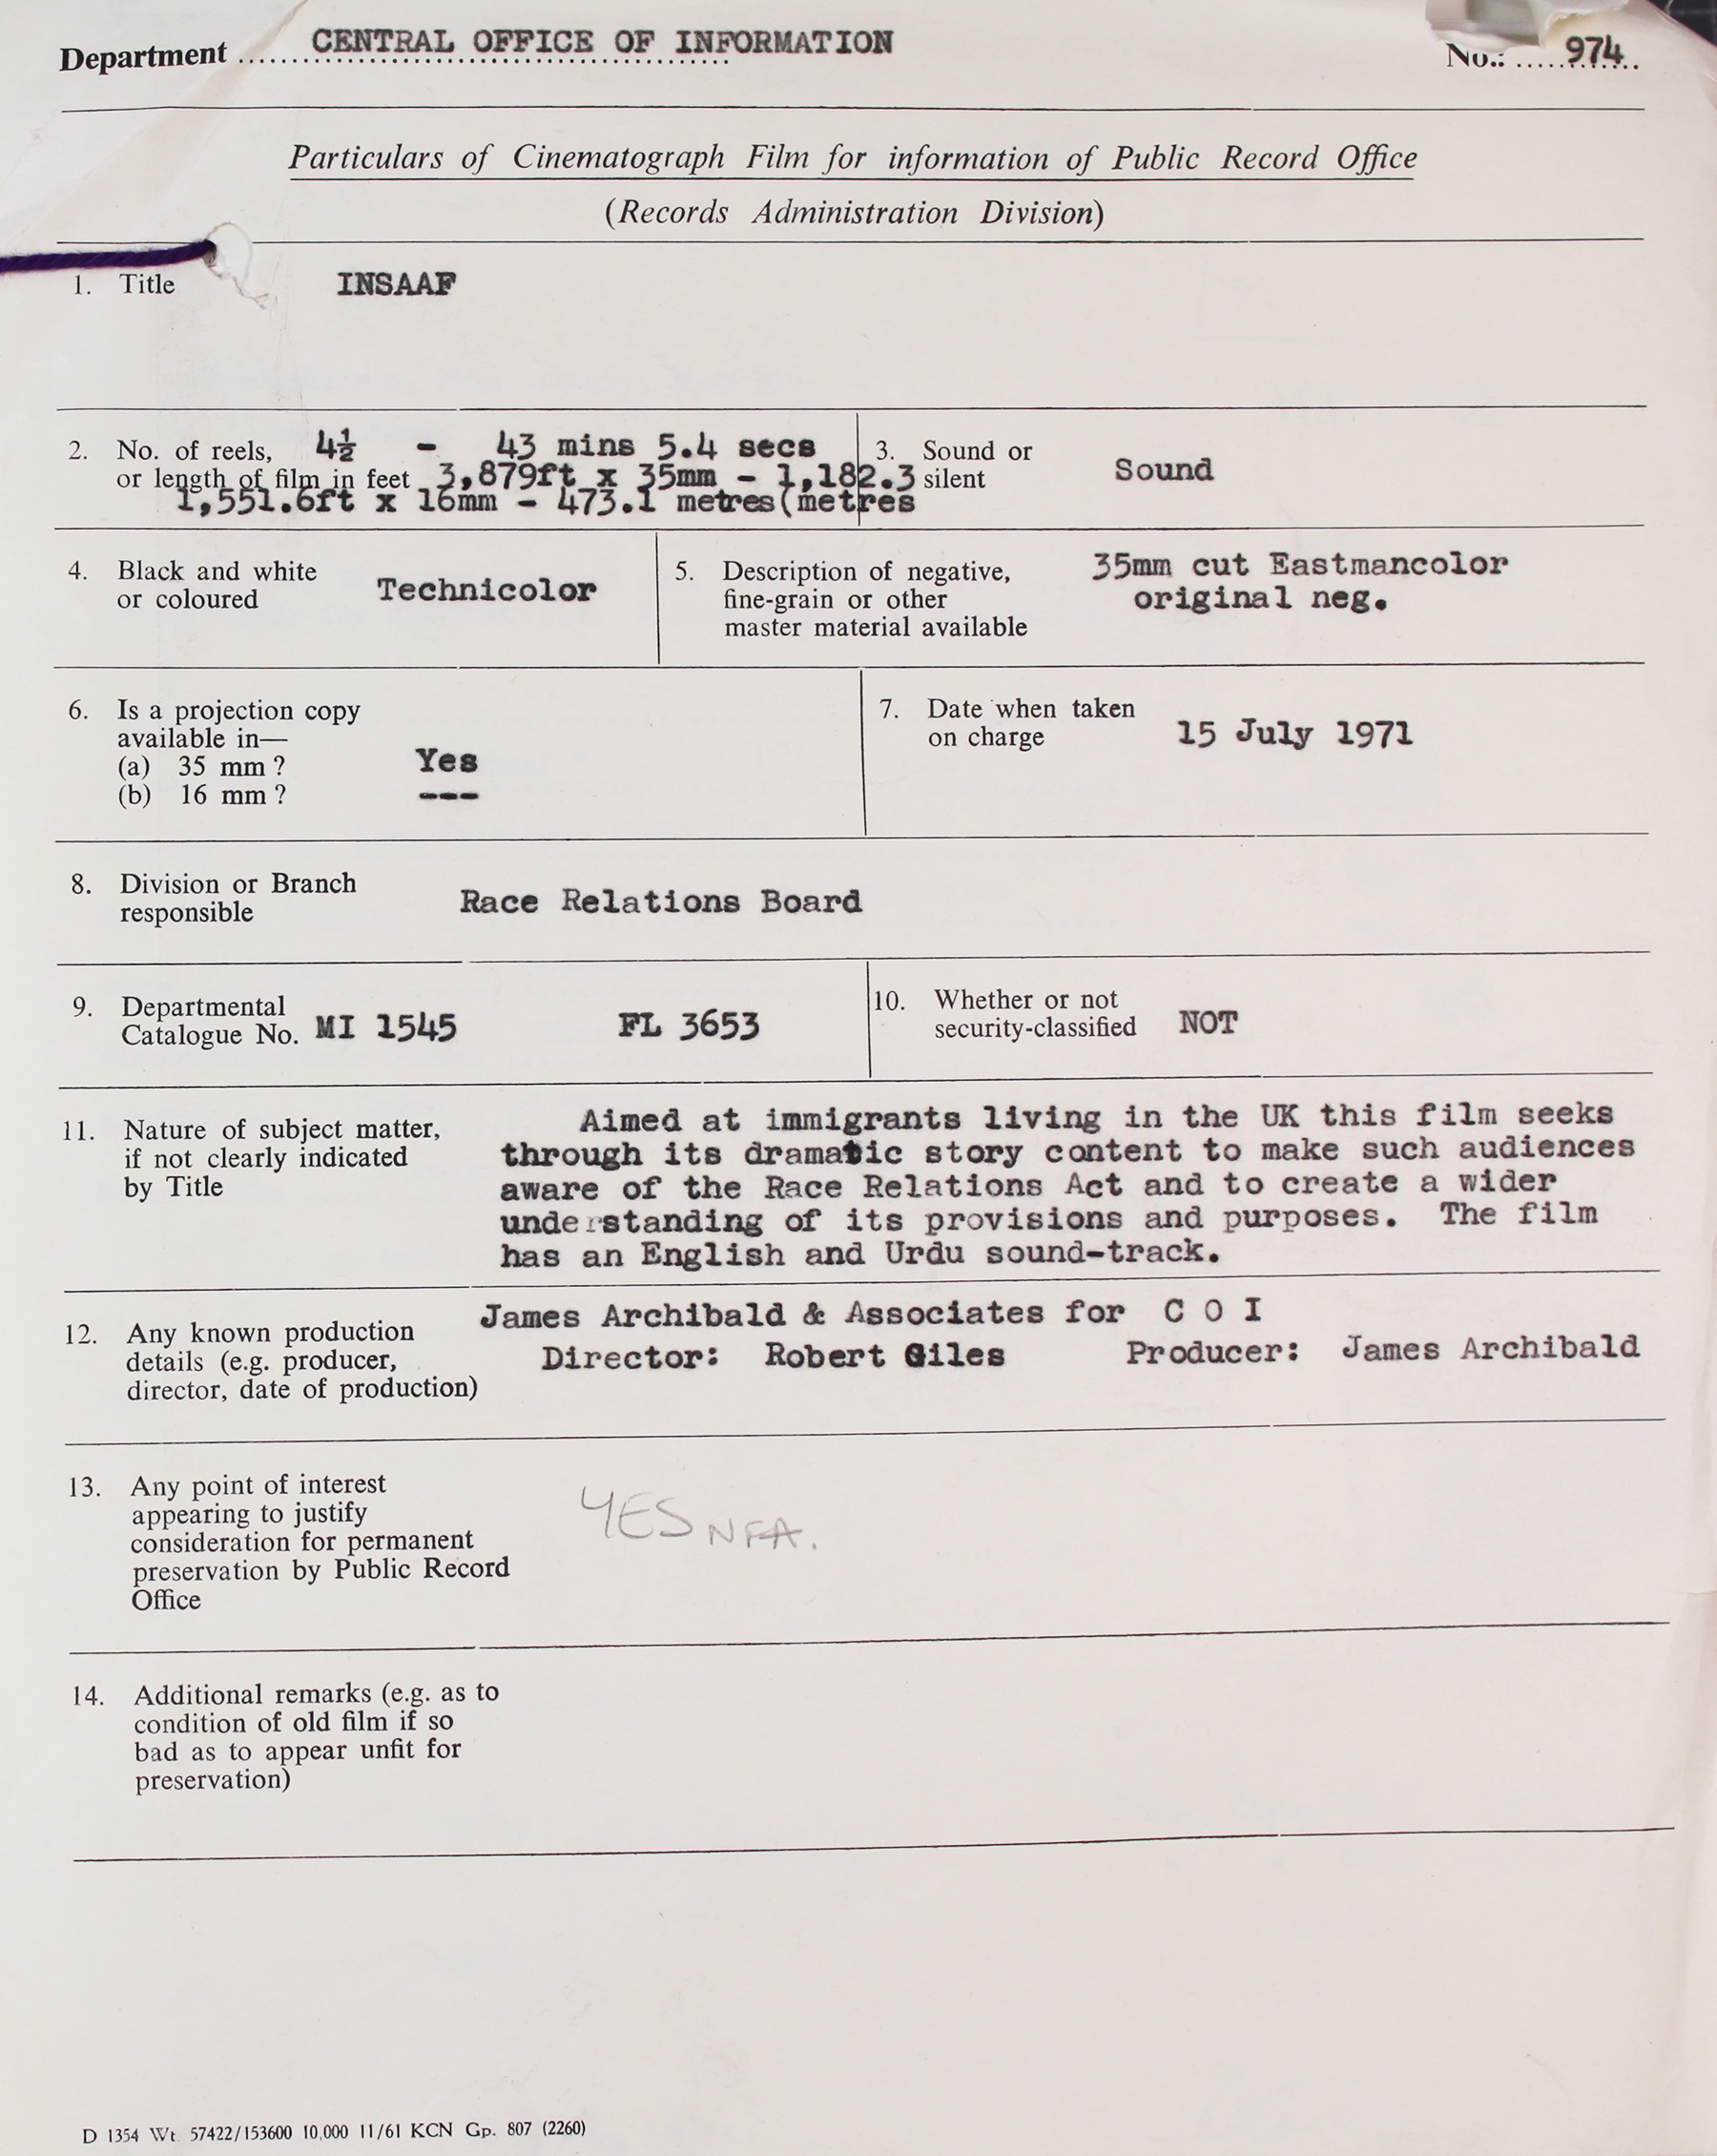 Department CENTRAL OFFICE OF INFORMATION No.: 974
Particulars of Cinematograph Film for information of Public Record Office
(Records Administration Division)
1. Title INSAAF
2. No. of reels, 4½ - 43 mins 5.4 secs
or length of film in feet 3,879ft x 35mm - 1,182.3
1,551.6ft x 16mm - 473.1 metres(metres
3. Sound or
silent Sound
4. Black and white
or coloured Technicolor
5. Description of negative,
fine-grain or other
master material available
35mm cut Eastmancolor
original neg.
6. Is a projection copy
available in—
(a) 35 mm? Yes
(b) 16 mm? ---
7. Date when taken
on charge 15 July 1971
8. Division or Branch
responsible Race Relations Board
9. Departmental
Catalogue No. MI 1545 FL 3653
10. Whether or not
security-classified NOT
11. Nature of subject matter,
if not clearly indicated
by Title
Aimed at immigrants living in the UK this film seeks
through its dramatic story content to make such audiences
aware of the Race Relations Act and to create a wider
understanding of its provisions and purposes. The film
has an English and Urdu sound-track.
12. Any known production
details (e.g. producer,
director, date of production)
James Archibald & Associates for C O I
Director: Robert Giles Producer: James Archibald
13. Any point of interest
appearing to justify
consideration for permanent
preservation by Public Record
Office
YES NFA.
14. Additional remarks (e.g. as to
condition of old film if so
bad as to appear unfit for
preservation)
D 1354 Wt. 57422/153600 10,000 11/61 KCN Gp. 807 (2260)